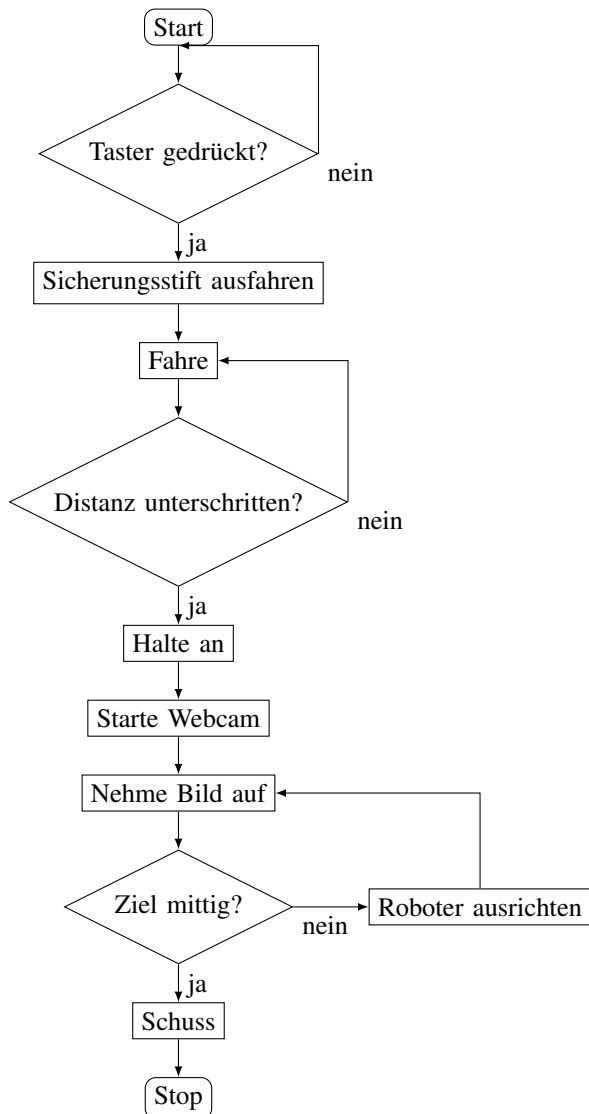 Start
Taster gedrückt?
nein
ja
Sicherungsstift ausfahren
Fahre
Distanz unterschritten?
nein
ja
Halte an
Starte Webcam
Nehme Bild auf
Ziel mittig?
nein
Roboter ausrichten
ja
Schuss
Stop